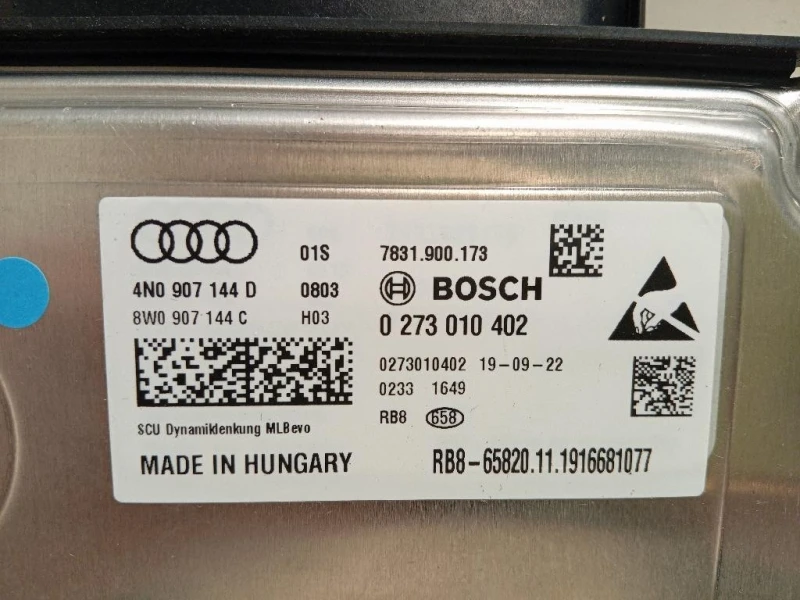 01S 7831.900.173
4N0 907 144 D 0803 BOSCH
8W0 907 144 C H03 0 273 010 402
0273010402 19-09-22
0233 1649
RB8 658
SCU Dynamiklenkung MLBevo
MADE IN HUNGARY RB8-65820.11.1916681077